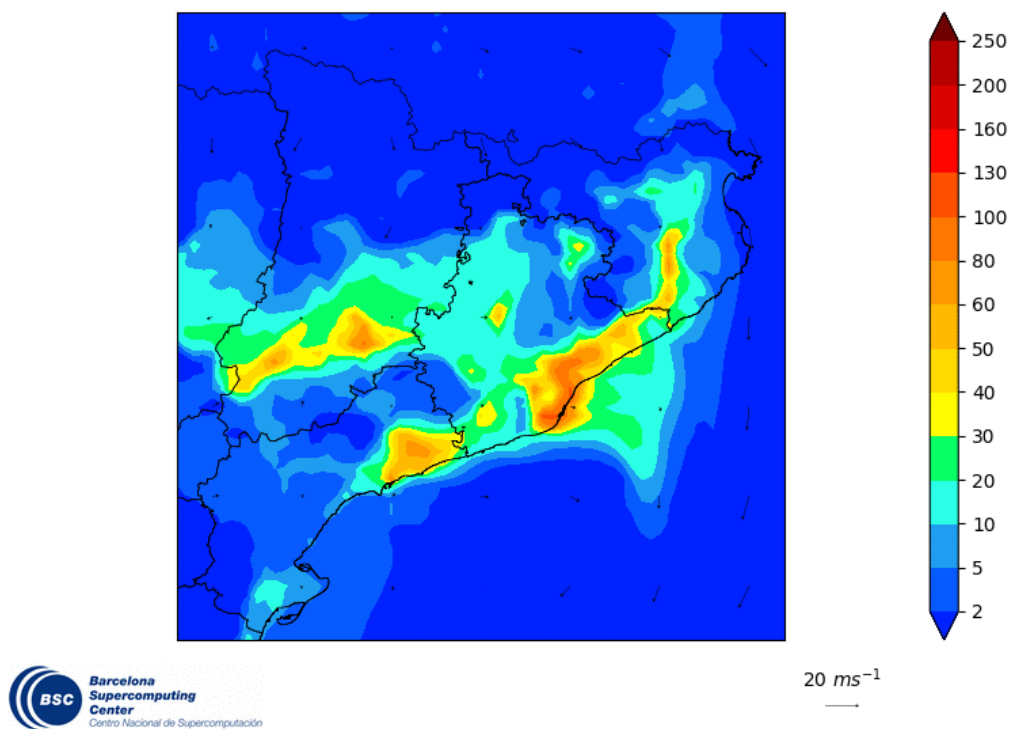 250
200
160
130
100
80
60
50
40
30
20
10
5
2
20 ms⁻¹
BSC
Barcelona
Supercomputing
Center
Centro Nacional de Supercomputación